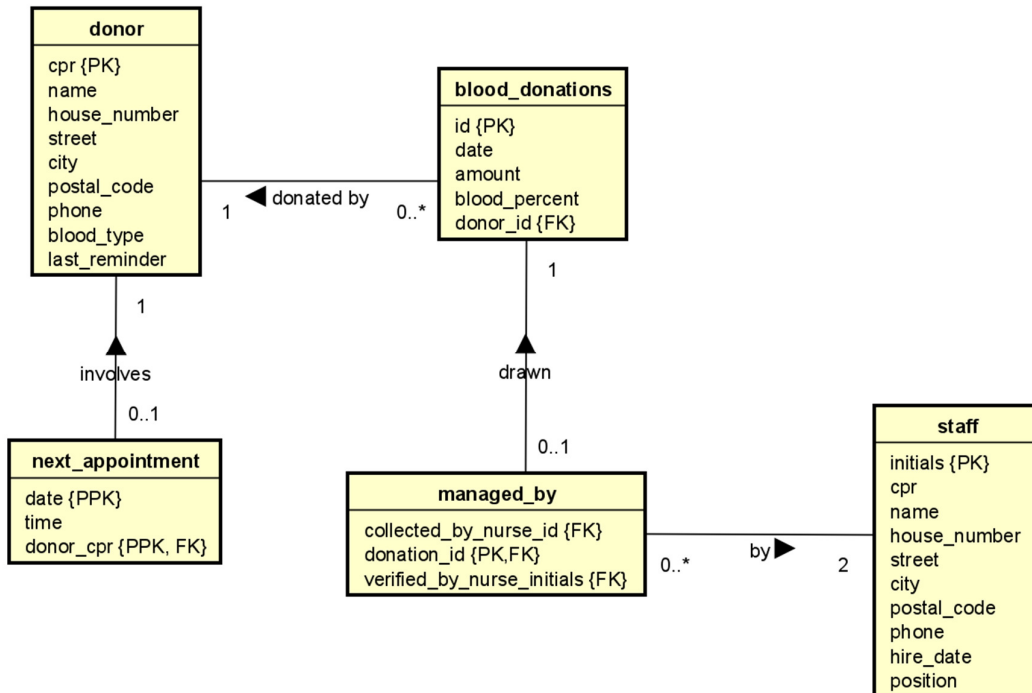 donor
cpr {PK}
name
house_number
street
city
postal_code
phone
blood_type
last_reminder
blood_donations
id {PK}
date
amount
blood_percent
donor_id {FK}
1
donated by
0..*
1
involves
0..1
1
drawn
0..1
next_appointment
date {PPK}
time
donor_cpr {PPK, FK}
managed_by
collected_by_nurse_id {FK}
donation_id {PK,FK}
verified_by_nurse_initials {FK}
0..*
by
2
staff
initials {PK}
cpr
name
house_number
street
city
postal_code
phone
hire_date
position